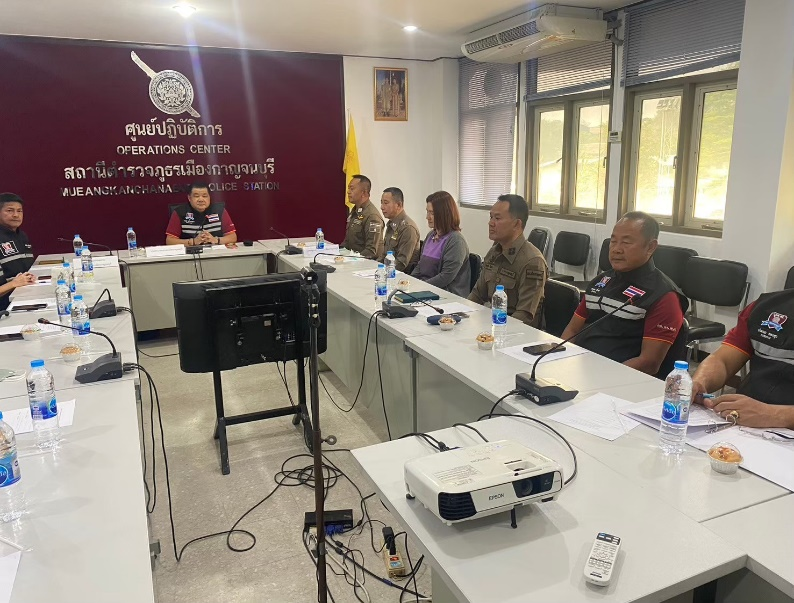 ศูนย์ปฏิบัติการ
OPERATIONS CENTER
สถานีตำรวจภูธรเมืองกาญจนบุรี
POLICE STATION
EPSON